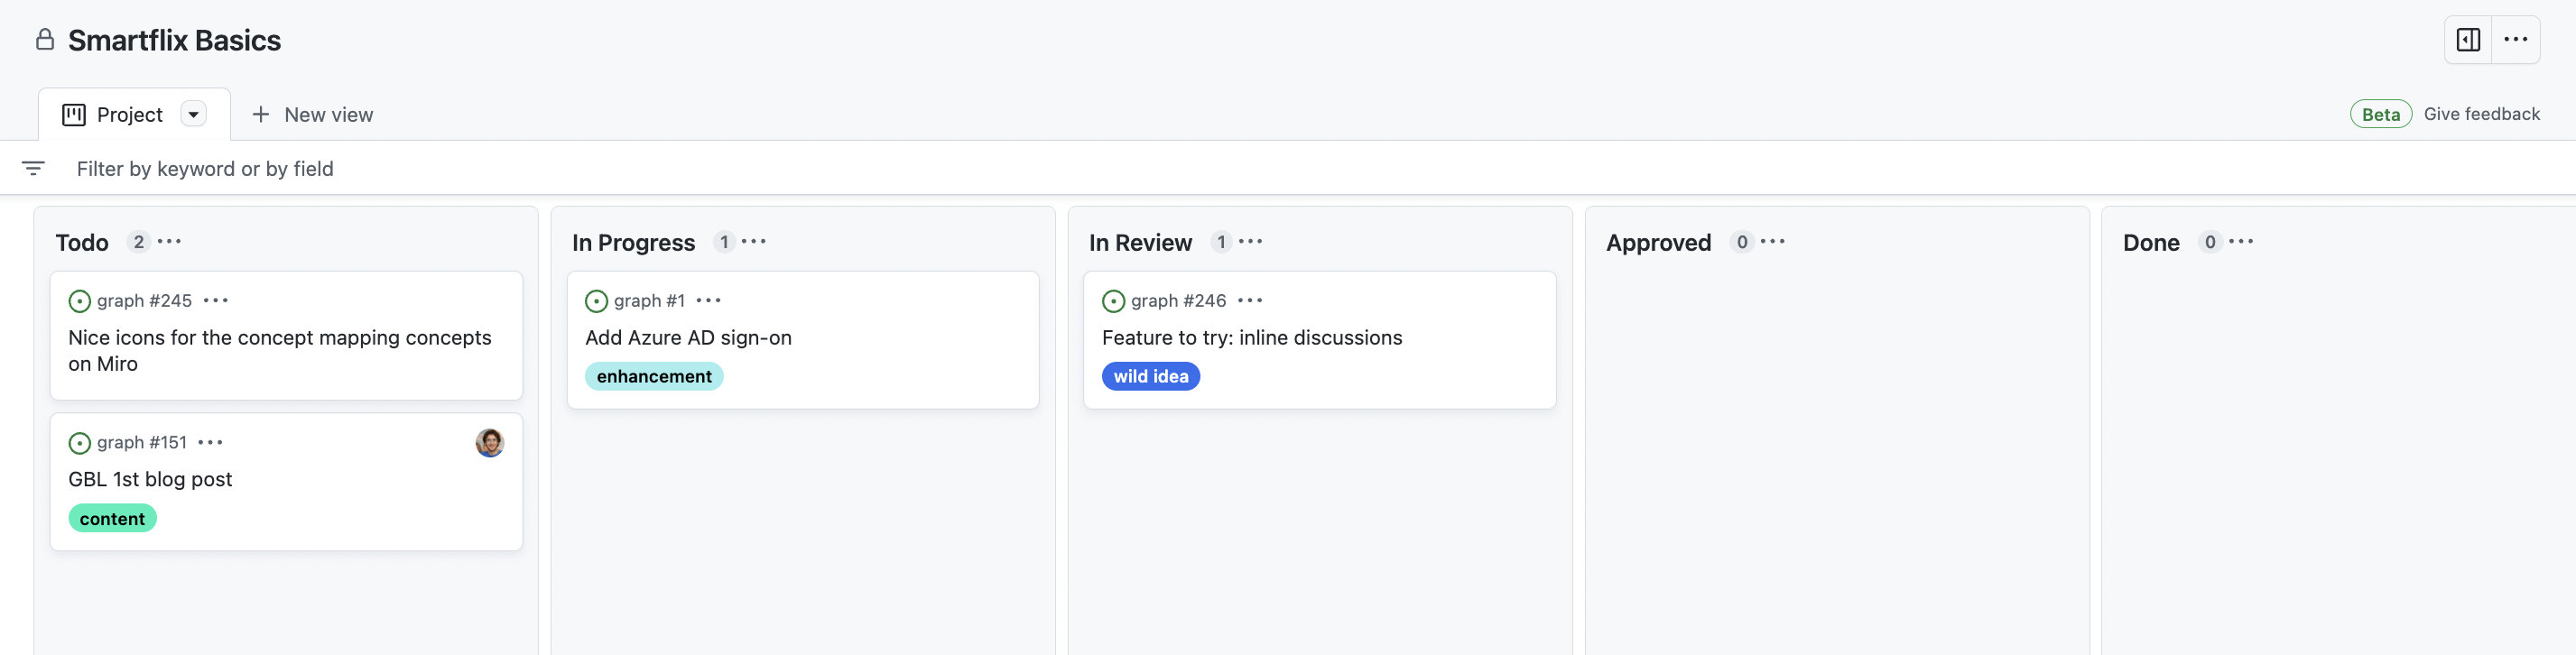 Smartflix Basics
Project
New view
Beta
Give feedback
Filter by keyword or by field
Todo 2
graph #245
Nice icons for the concept mapping concepts
on Miro
graph #151
GBL 1st blog post
content
In Progress 1
graph #1
Add Azure AD sign-on
enhancement
In Review 1
graph #246
Feature to try: inline discussions
wild idea
Approved 0
Done 0